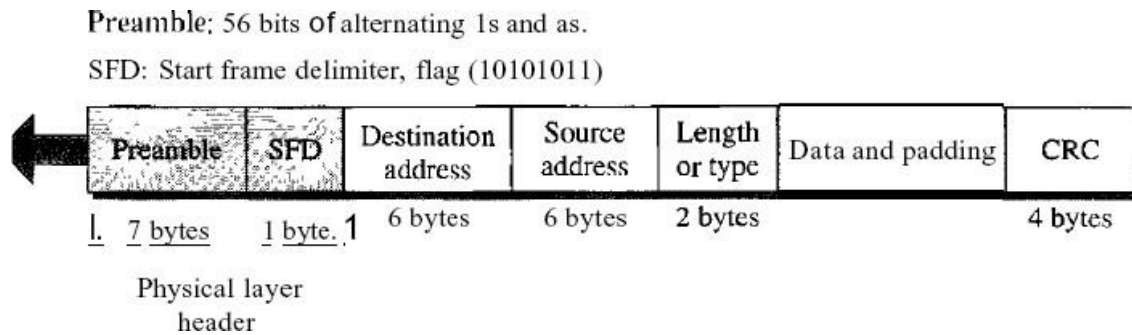 Preamble: 56 bits of alternating 1s and as.
SFD: Start frame delimiter, flag (10101011)
Preamble SFD Destination address Source address Length or type Data and padding CRC
l. 7 bytes 1 byte. 1 6 bytes 6 bytes 2 bytes 4 bytes
Physical layer
header